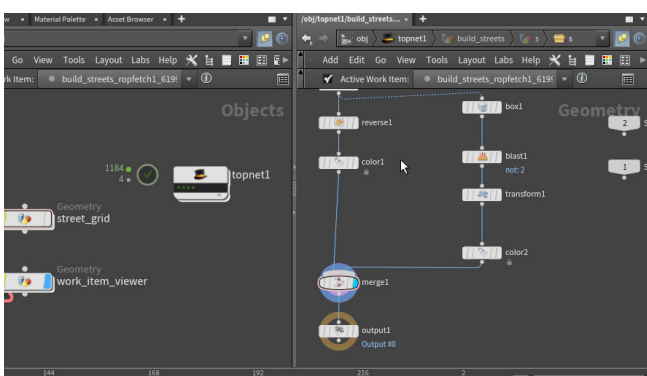 w × Material Palette × Asset Browser × +
Go View Tools Layout Labs Help
rk Item: build_streets_ropfetch1_619
Objects
1184
4
topnet1
Geometry
street_grid
Geometry
work_item_viewer
144 168 192
/obj/topnet1/build_streets... × +
obj topnet1 build_streets s s
Add Edit Go View Tools Layout Labs Help
Active Work Item: build_streets_ropfetch1_619
Geometry
box1
reverse1
2 S
color1
blast1
not: 2
1 S
transform1
color2
merge1
output1
Output #0
216 2